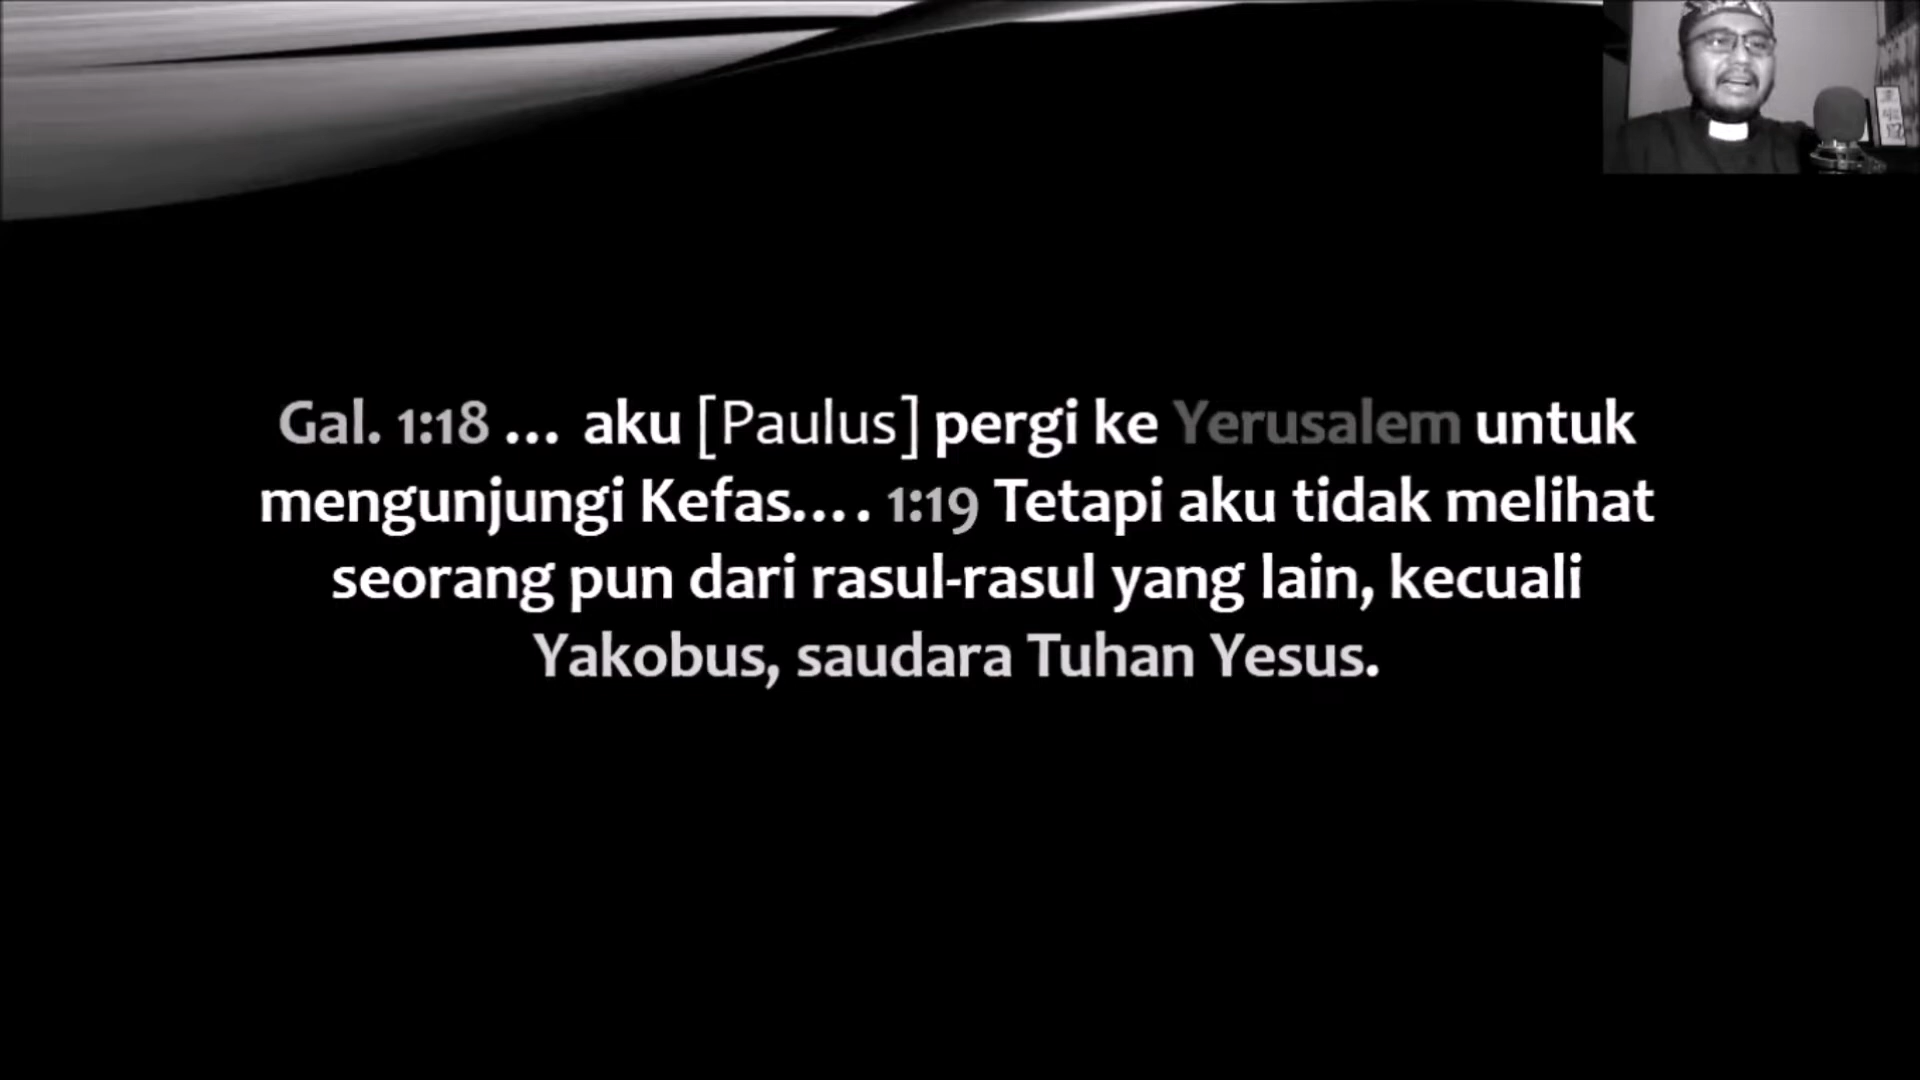 Gal. 1:18 ... aku [Paulus] pergi ke Yerusalem untuk
mengunjungi Kefas.... 1:19 Tetapi aku tidak melihat
seorang pun dari rasul-rasul yang lain, kecuali
Yakobus, saudara Tuhan Yesus.